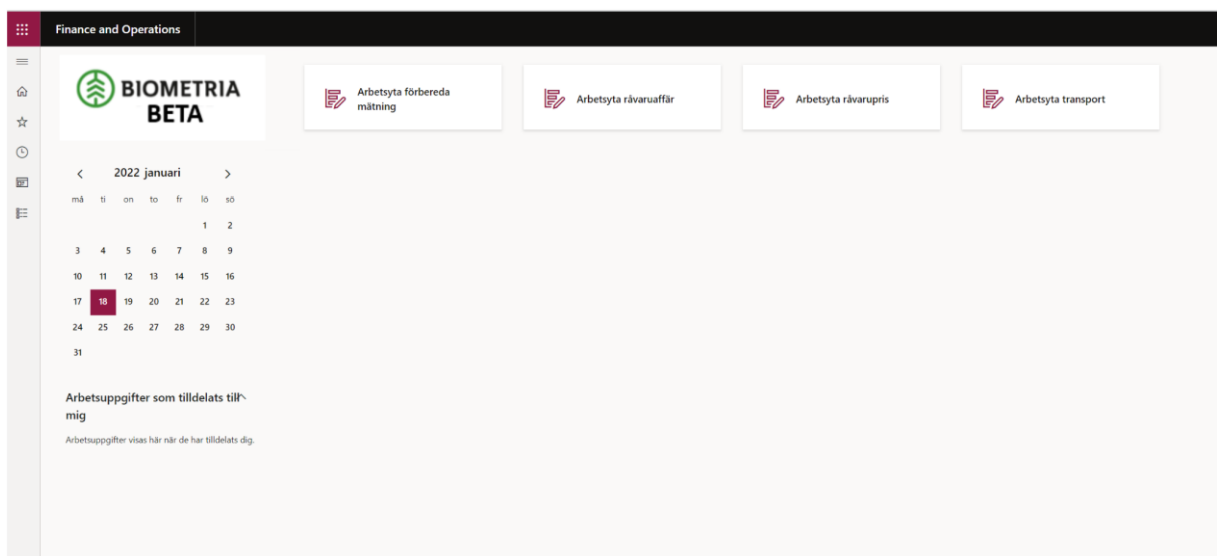 Finance and Operations
BIOMETRIA
BETA
Arbetsyta förbereda
mätning
Arbetsyta råvaruaffär
Arbetsyta råvarupris
Arbetsyta transport
2022 januari
må ti on to fr lö sö
1 2
3 4 5 6 7 8 9
10 11 12 13 14 15 16
17 18 19 20 21 22 23
24 25 26 27 28 29 30
31
Arbetsuppgifter som tilldelats till
mig
Arbetsuppgifter visas här när de har tilldelats dig.